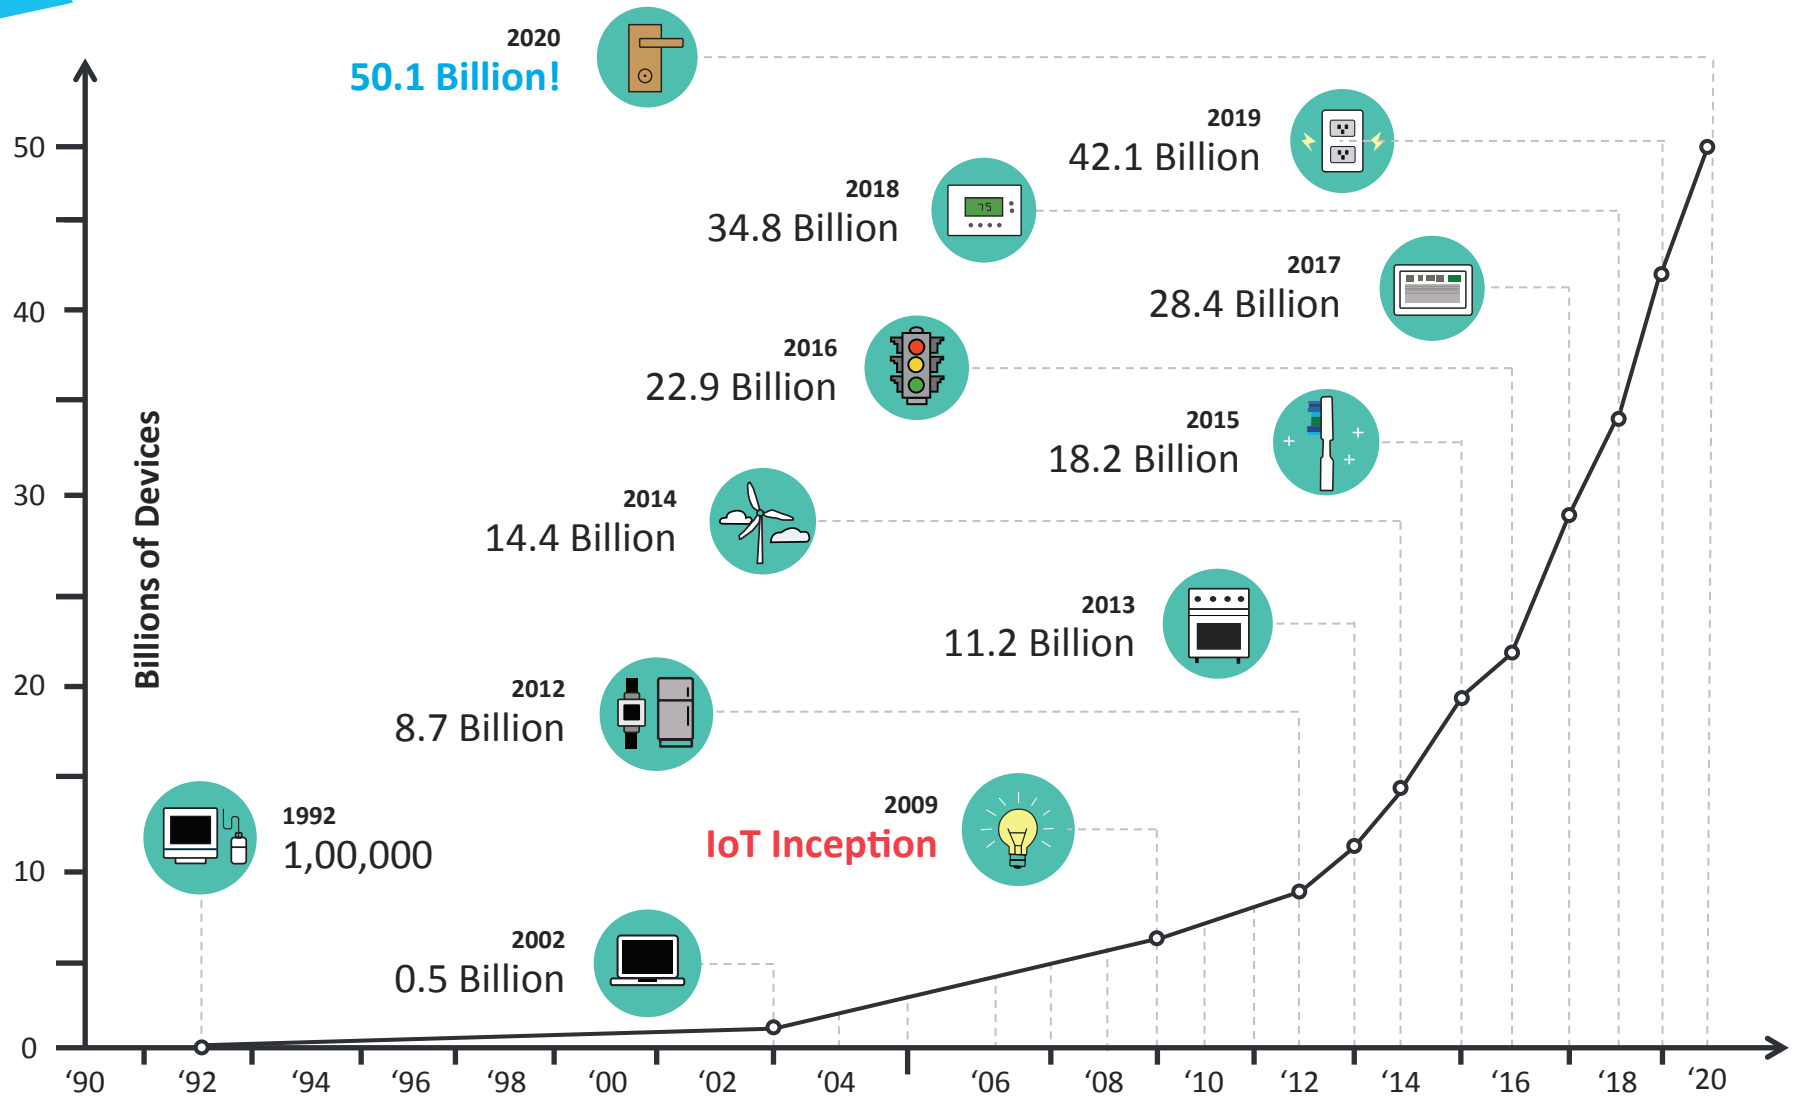 2020
50.1 Billion!
2019
42.1 Billion
2018
34.8 Billion
75
2017
28.4 Billion
2016
22.9 Billion
2015
18.2 Billion
2014
14.4 Billion
2013
11.2 Billion
2012
8.7 Billion
2009
IoT Inception
1992
1,00,000
2002
0.5 Billion
Billions of Devices
50
40
30
20
10
0
‘90 ‘92 ‘94 ‘96 ‘98 ‘00 ‘02 ‘04 ‘06 ‘08 ‘10 ‘12 ‘14 ‘16 ‘18 ‘20